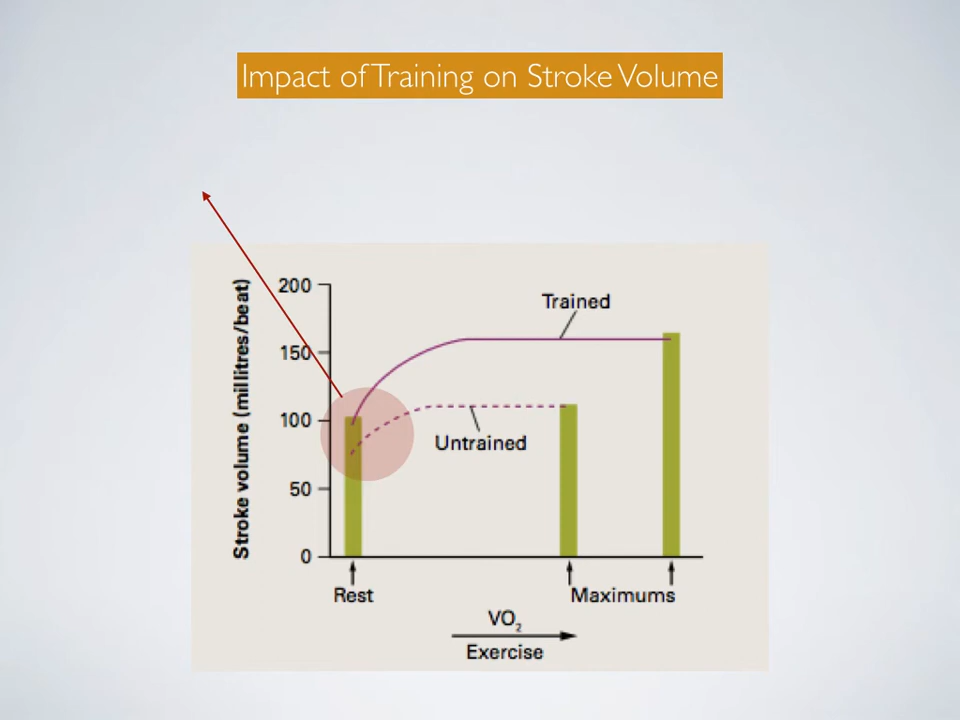 Impact of Training on Stroke Volume
Stroke volume (millitres/beat)
200
150
100
50
0
Trained
Untrained
Rest
Maximums
VO₂
Exercise